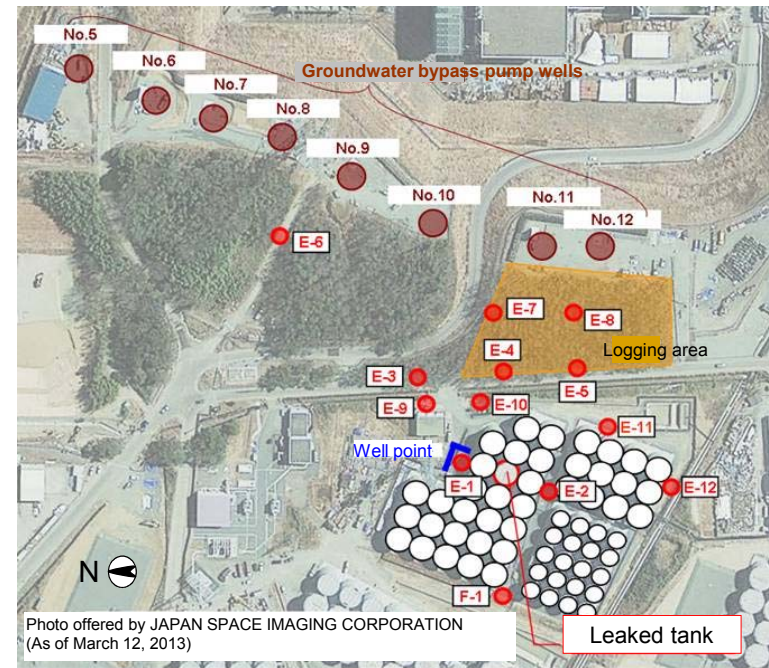 No.5
No.6
No.7
Groundwater bypass pump wells
No.8
No.9
No.10
No.11
No.12
E-6
E-7
E-8
Logging area
E-4
E-3
E-5
E-9
E-10
E-11
Well point
E-1
E-2
E-12
N
F-1
Photo offered by JAPAN SPACE IMAGING CORPORATION
(As of March 12, 2013)
Leaked tank